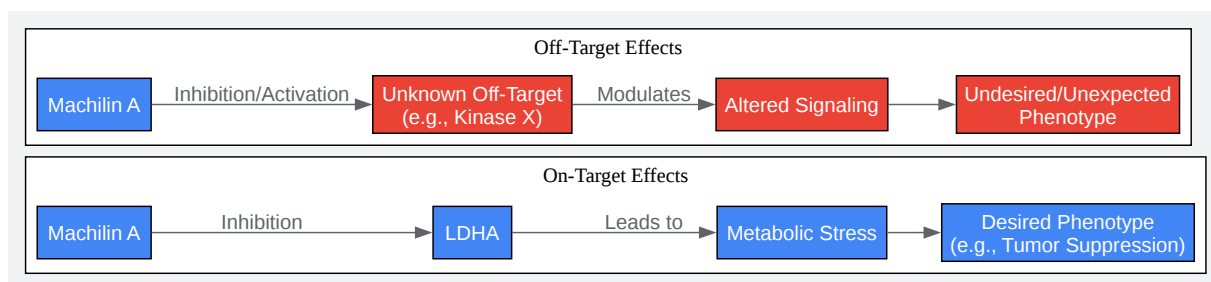 Off-Target Effects
Machilin A
Inhibition/Activation
Unknown Off-Target
(e.g., Kinase X)
Modulates
Altered Signaling
Undesired/Unexpected
Phenotype
On-Target Effects
Machilin A
Inhibition
LDHA
Leads to
Metabolic Stress
Desired Phenotype
(e.g., Tumor Suppression)